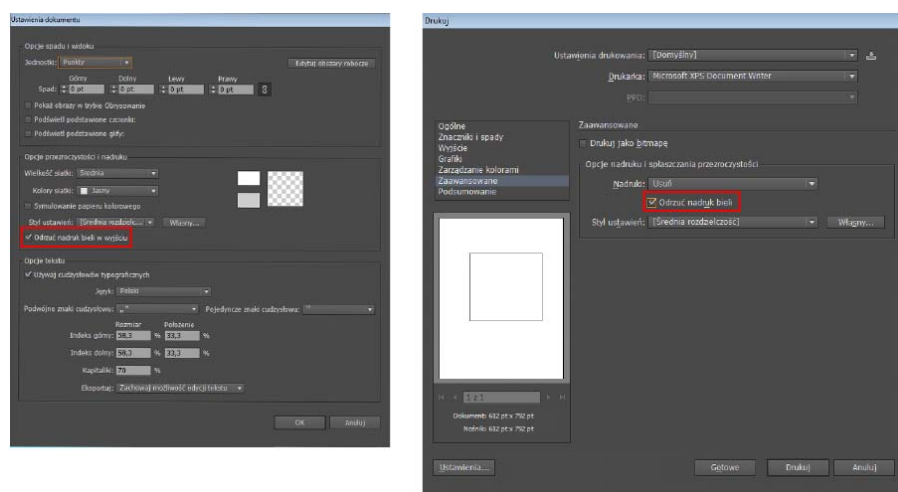 Ustawienia dokumentu
Opcje spadu i widoku
Jednostki: Punkty
Edytuj obszary robocze
Górny Dolny Lewy Prawy
Spad: 0 pt 0 pt 0 pt 0 pt
Pokaż obrazy w trybie Obrysowanie
Podświetl podstawione czcionki:
Podświetl podstawione glify:
Opcje przezroczystości i nadruku
Wielkość siatki: Średnia
Kolory siatki: Jasny
Symulowanie papieru kolorowego
Styl ustawień: [Średnia rozdzielc... Własny...
Odrzuć nadruk bieli w wyjściu
Opcje tekstu
Używaj cudzysłowów typograficznych
Język: Polski
Podwójne znaki cudzysłowu: „" Pojedyncze znaki cudzysłowu:
Rozmiar Położenie
Indeks górny: 58,3 % 33,3 %
Indeks dolny: 58,3 % 33,3 %
Kapitaliki: 70 %
Eksportuj: Zachowaj możliwość edycji tekstu
OK Anuluj
Drukuj
Ustawienia drukowania: [Domyślny]
Drukarka: Microsoft XPS Document Writer
PPD:
Ogólne
Znaczniki i spady
Wyjście
Grafika
Zarządzanie kolorami
Zaawansowane
Podsumowanie
Zaawansowane
Drukuj jako bitmapę
Opcje nadruku i spłaszczania przezroczystości
Nadruk: Usuń
Odrzuć nadruk bieli
Styl ustawień: [Średnia rozdzielczość] Własny...
1 z 1
Dokument: 612 pt x 792 pt
Nośnik: 612 pt x 792 pt
Ustawienia... Gotowe Drukuj Anuluj